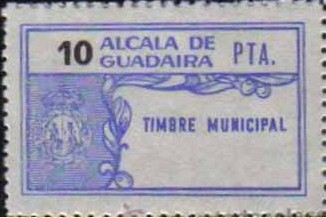 10 ALCALA DE GUADAIRA PTA.
TIMBRE MUNICIPAL